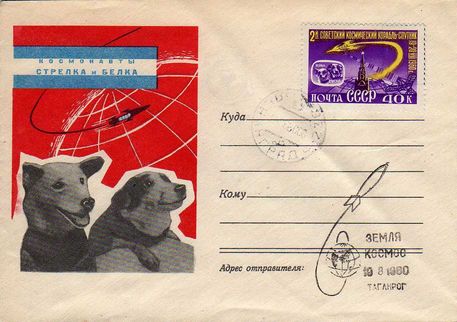 КОСМОНАВТЫ
СТРЕЛКА и БЕЛКА
2й СОВЕТСКИЙ КОСМИЧЕСКИЙ КОРАБЛЬ-СПУТНИК
ПОЧТА СССР 40К
Куда
Кому
Адрес отправителя:
ЗЕМЛЯ
КОСМОС
19 8 1960
ТАГАНРОГ